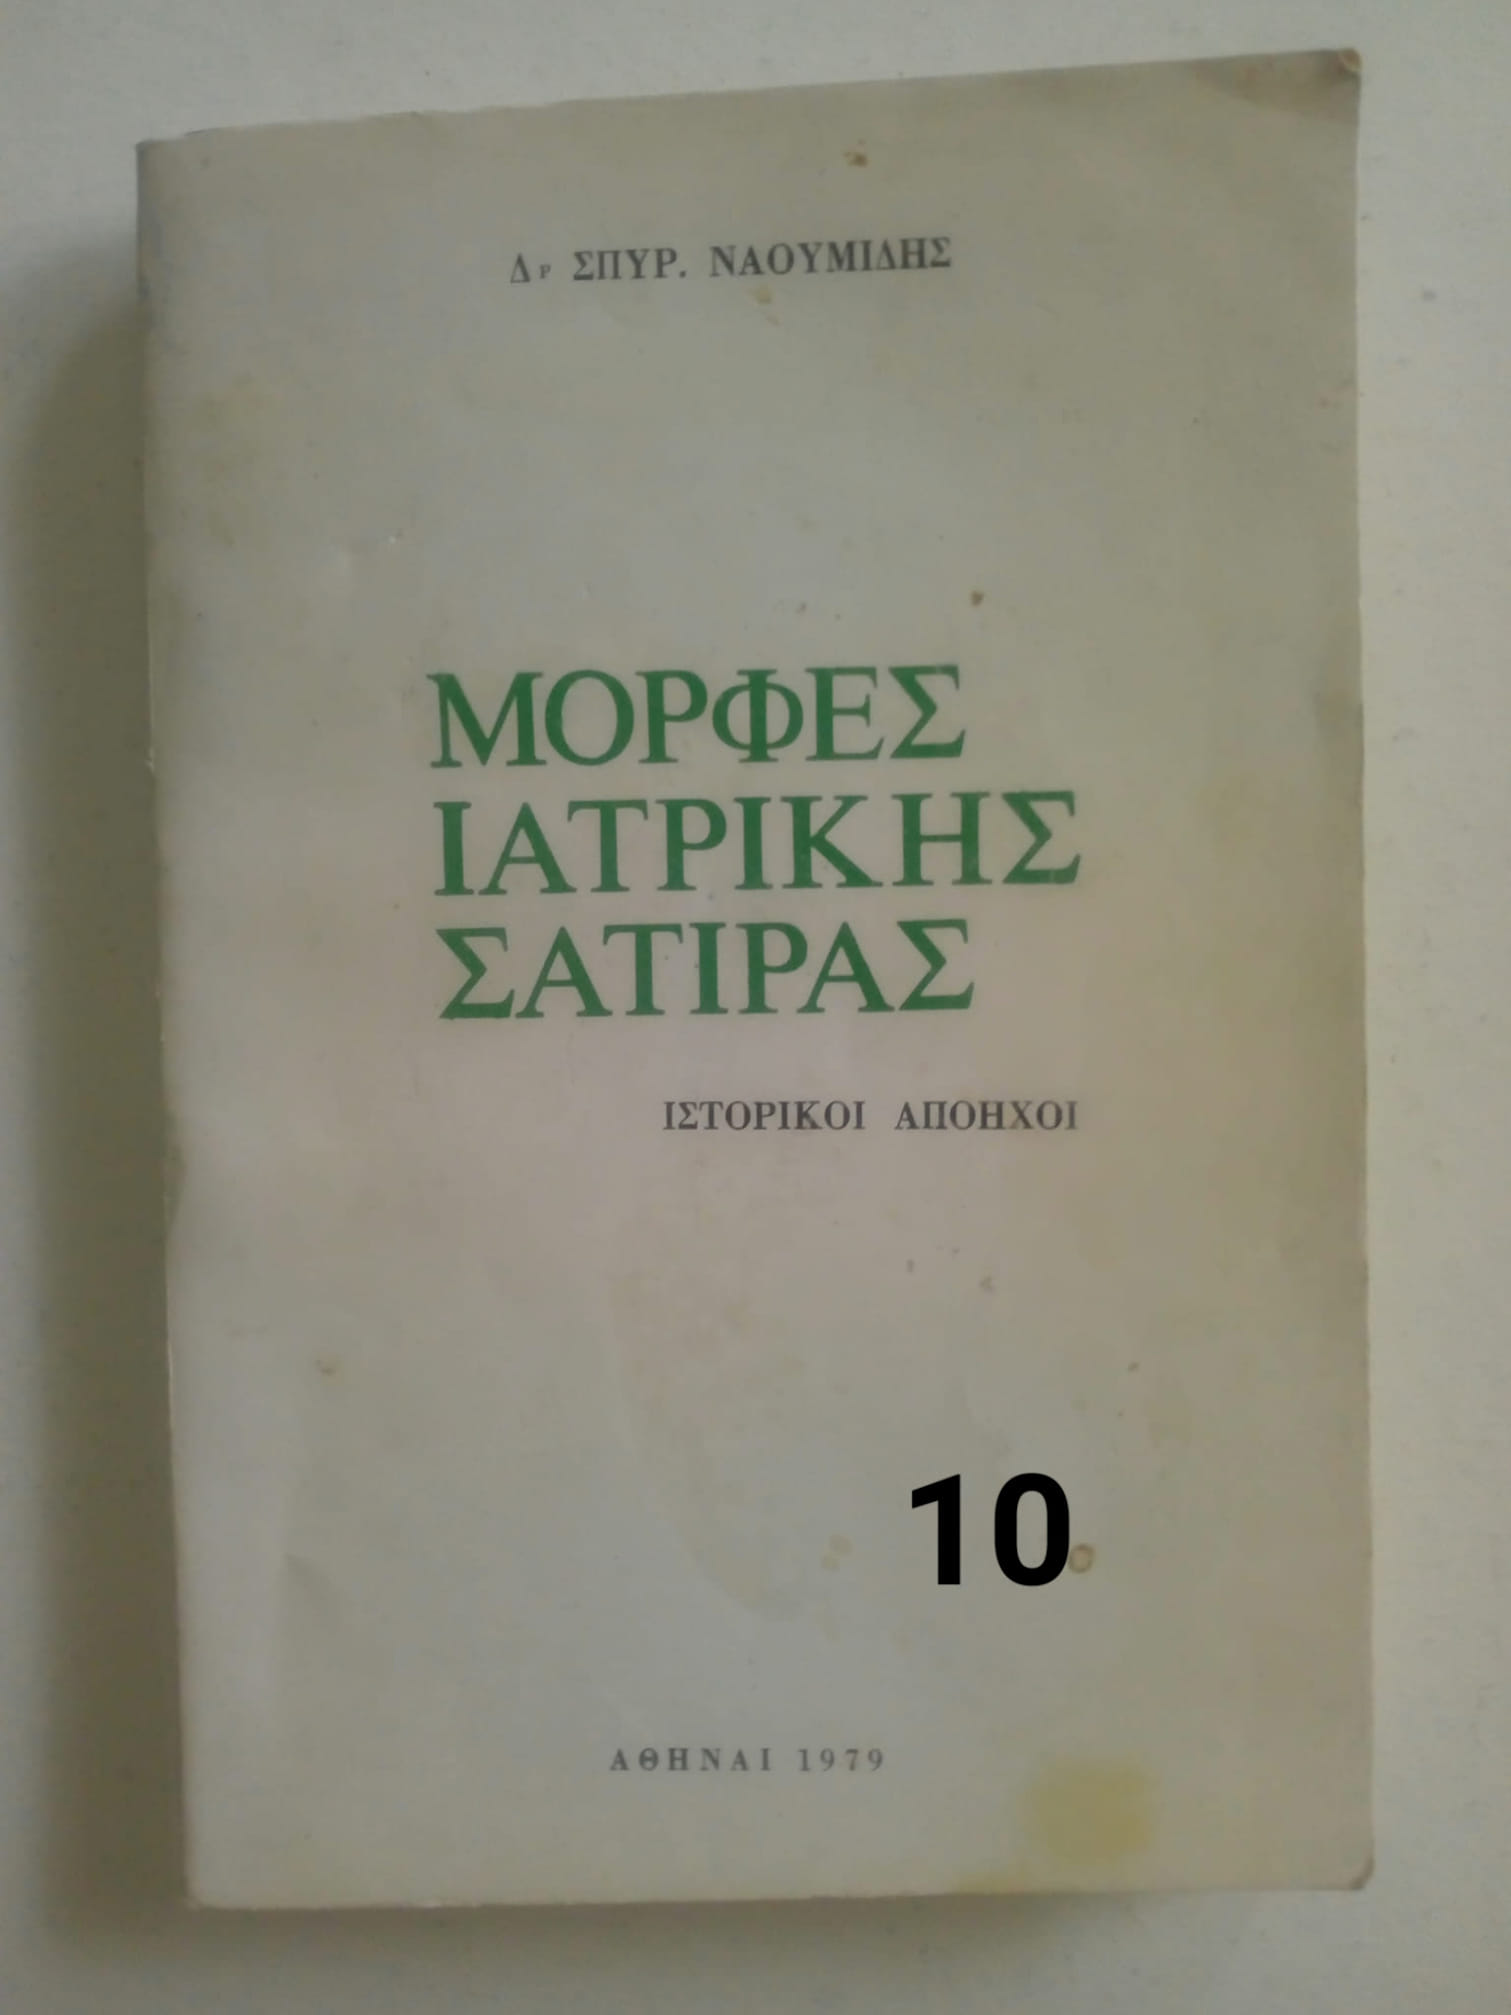 Δρ ΣΠΥΡ. ΝΑΟΥΜΙΔΗΣ
ΜΟΡΦΕΣ
ΙΑΤΡΙΚΗΣ
ΣΑΤΙΡΑΣ
ΙΣΤΟΡΙΚΟΙ ΑΠΟΗΧΟΙ
10
ΑΘΗΝΑΙ 1979